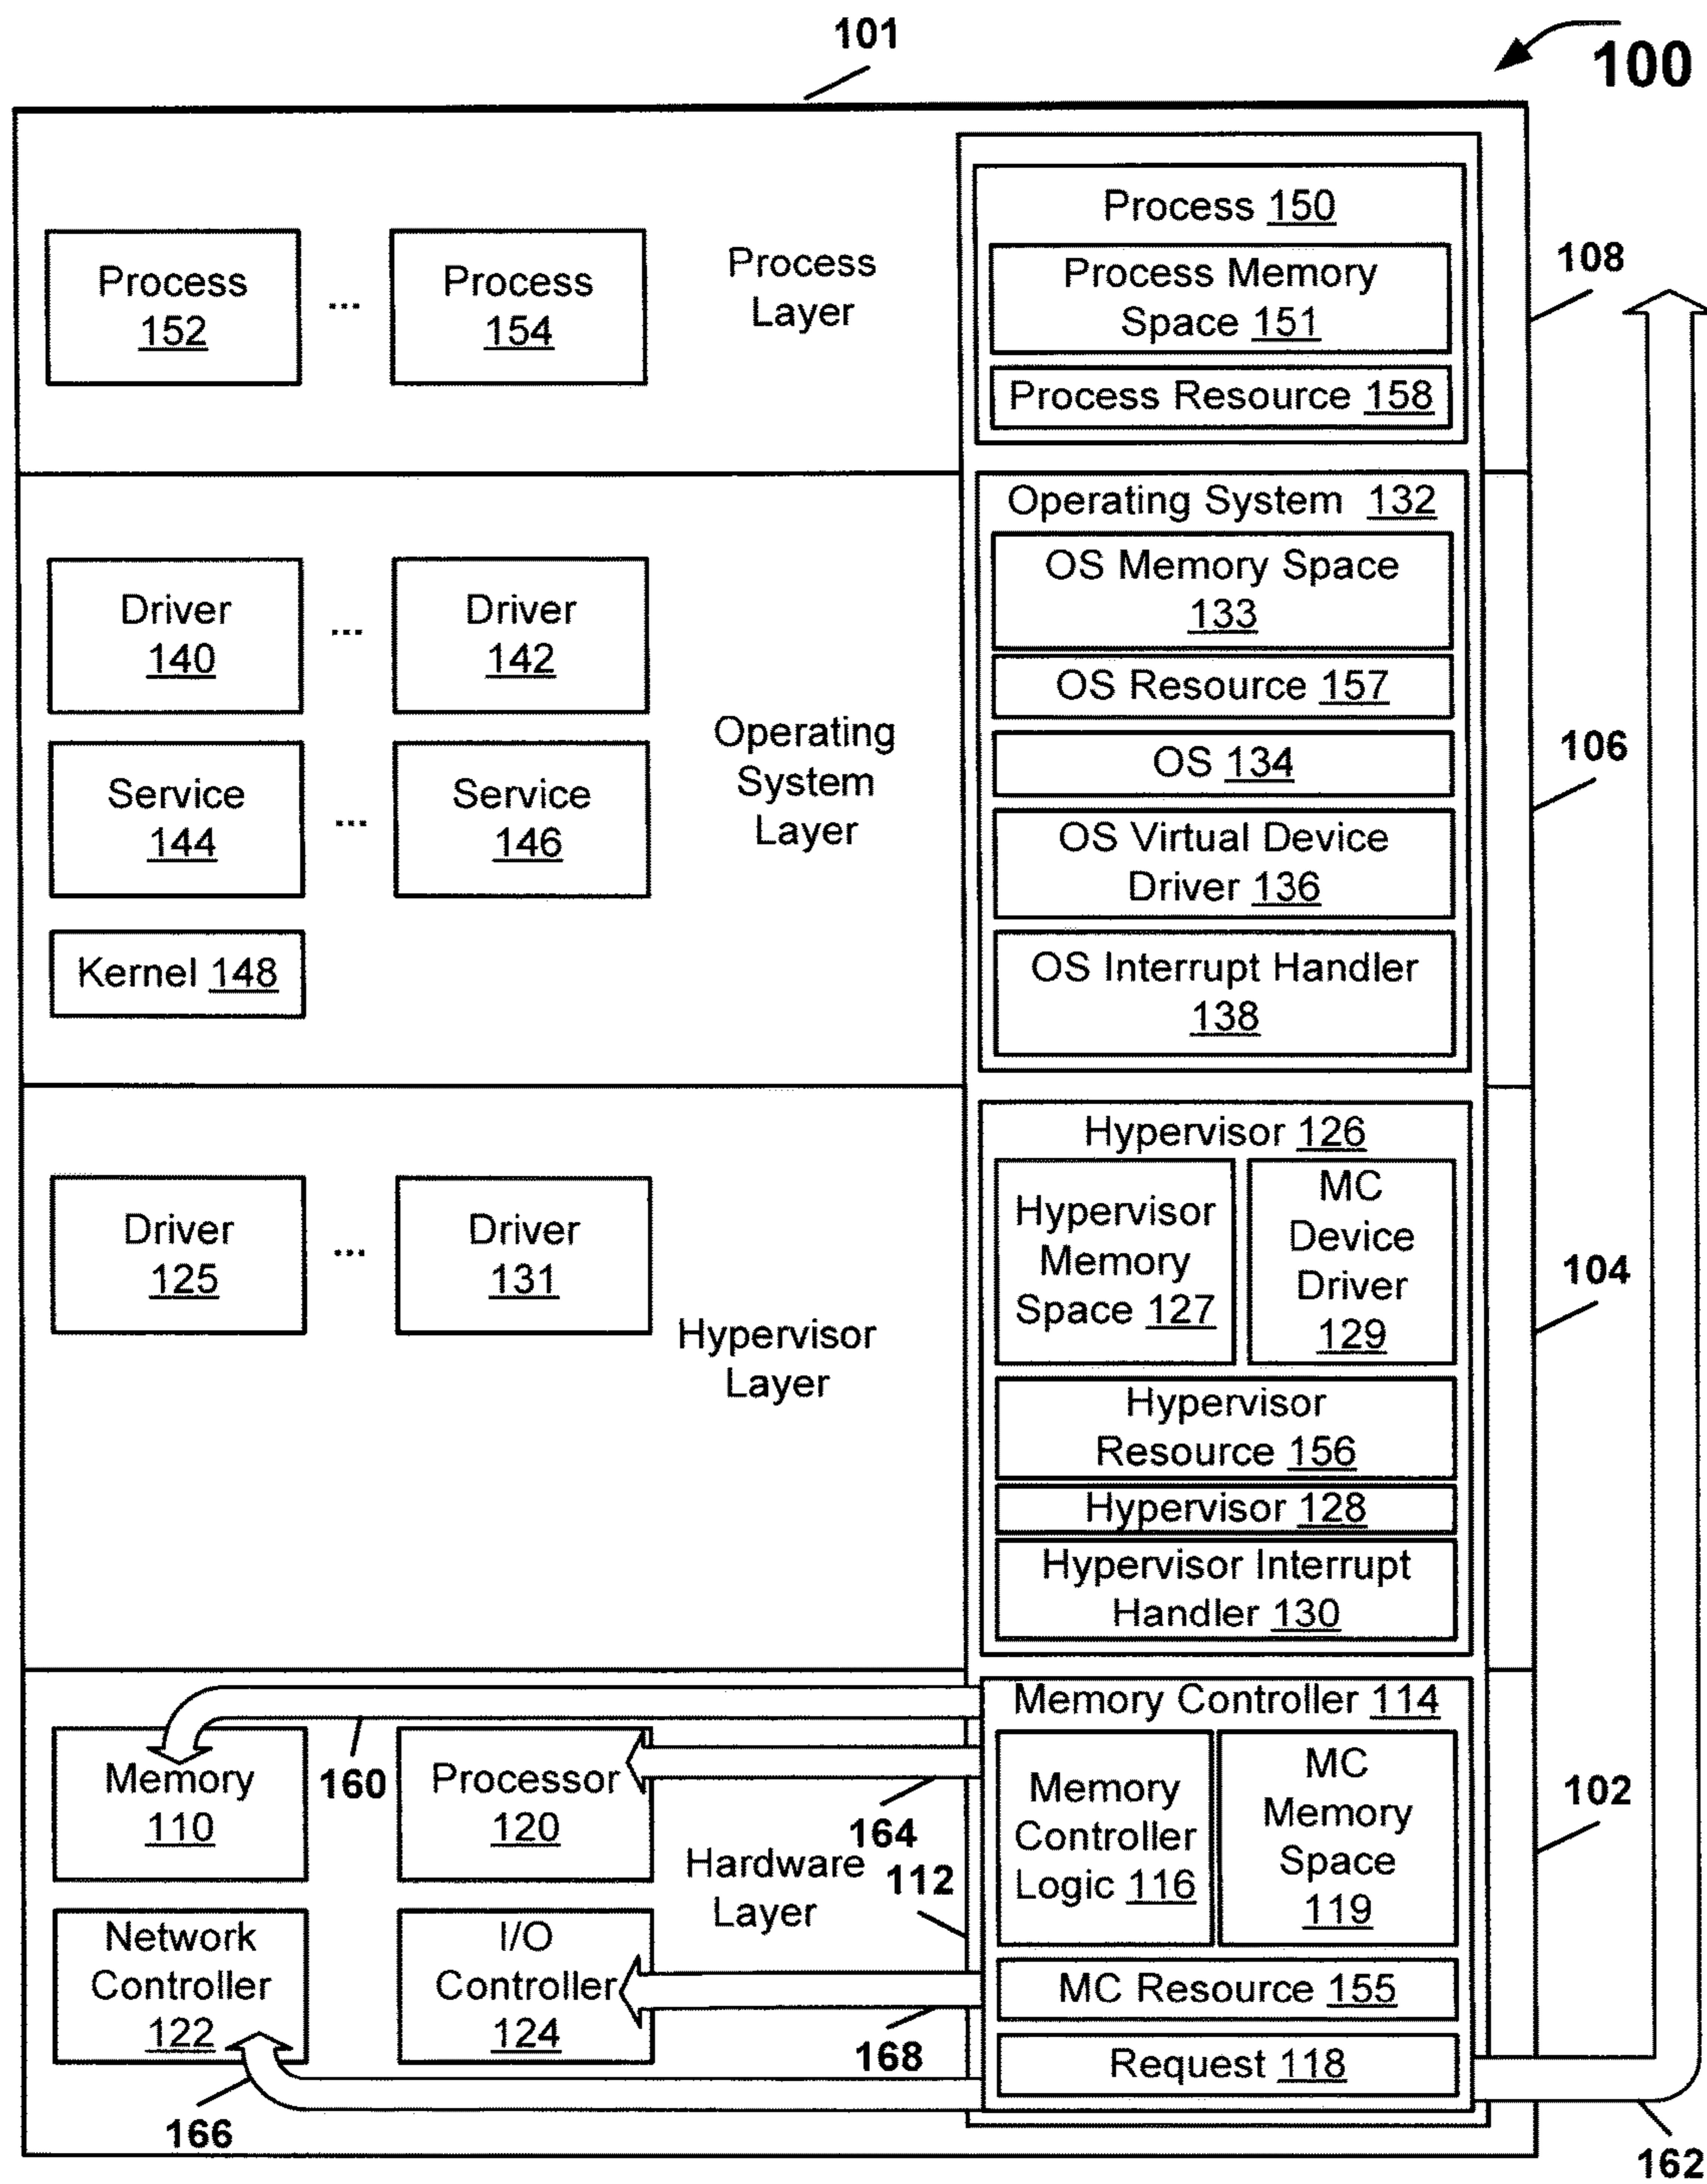 101
100
Process
152
...
Process
154
Process
Layer
Process 150
Process Memory
Space 151
Process Resource 158
108
Driver
140
...
Driver
142
Service
144
...
Service
146
Kernel 148
Operating
System
Layer
Operating System 132
OS Memory Space
133
OS Resource 157
OS 134
OS Virtual Device
Driver 136
OS Interrupt Handler
138
106
Driver
125
...
Driver
131
Hypervisor
Layer
Hypervisor 126
Hypervisor
Memory
Space 127
MC
Device
Driver
129
Hypervisor
Resource 156
Hypervisor 128
Hypervisor Interrupt
Handler 130
104
Memory
110
160
Processor
120
164
Network
Controller
122
166
I/O
Controller
124
168
Hardware
Layer
112
Memory Controller 114
Memory
Controller
Logic 116
MC
Memory
Space
119
MC Resource 155
Request 118
102
162